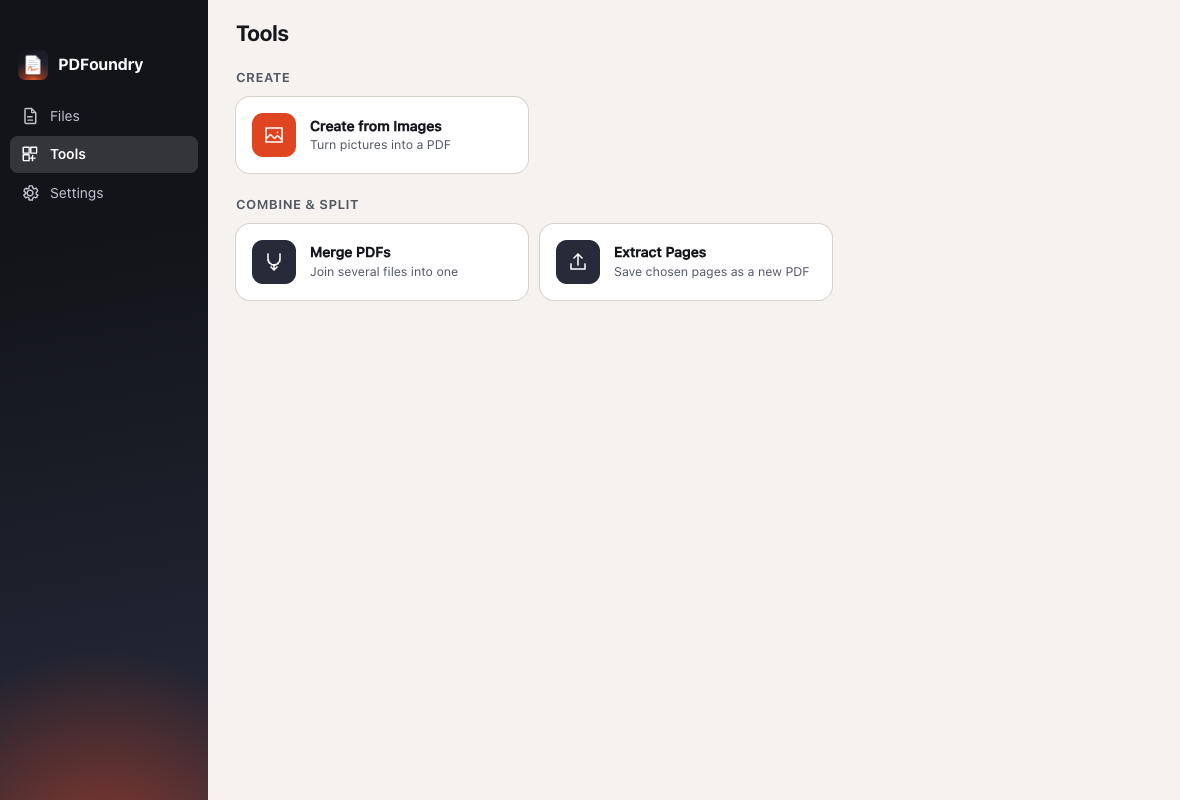 PDFoundry
Files
Tools
Settings
Tools
CREATE
Create from Images
Turn pictures into a PDF
COMBINE & SPLIT
Merge PDFs
Join several files into one
Extract Pages
Save chosen pages as a new PDF